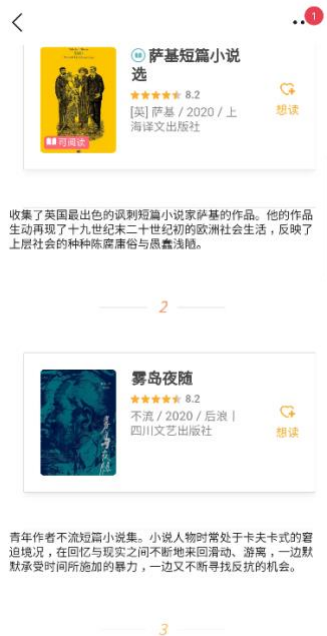 1
萨基短篇小说
选
8.2
[英] 萨基 / 2020 / 上
海译文出版社
想读
可阅读
收集了英国最出色的讽刺短篇小说家萨基的作品。他的作品
生动再现了十九世纪末二十世纪初的欧洲社会生活，反映了
上层社会的种种陈腐庸俗与愚蠢浅陋。
2
雾岛夜随
8.2
不流 / 2020 / 后浪丨
四川文艺出版社
想读
雾岛夜随
青年作者不流短篇小说集。小说人物时常处于卡夫卡式的窘
迫境况，在回忆与现实之间不断地来回滑动、游离，一边默
默承受时间所施加的暴力，一边又不断寻找反抗的机会。
3